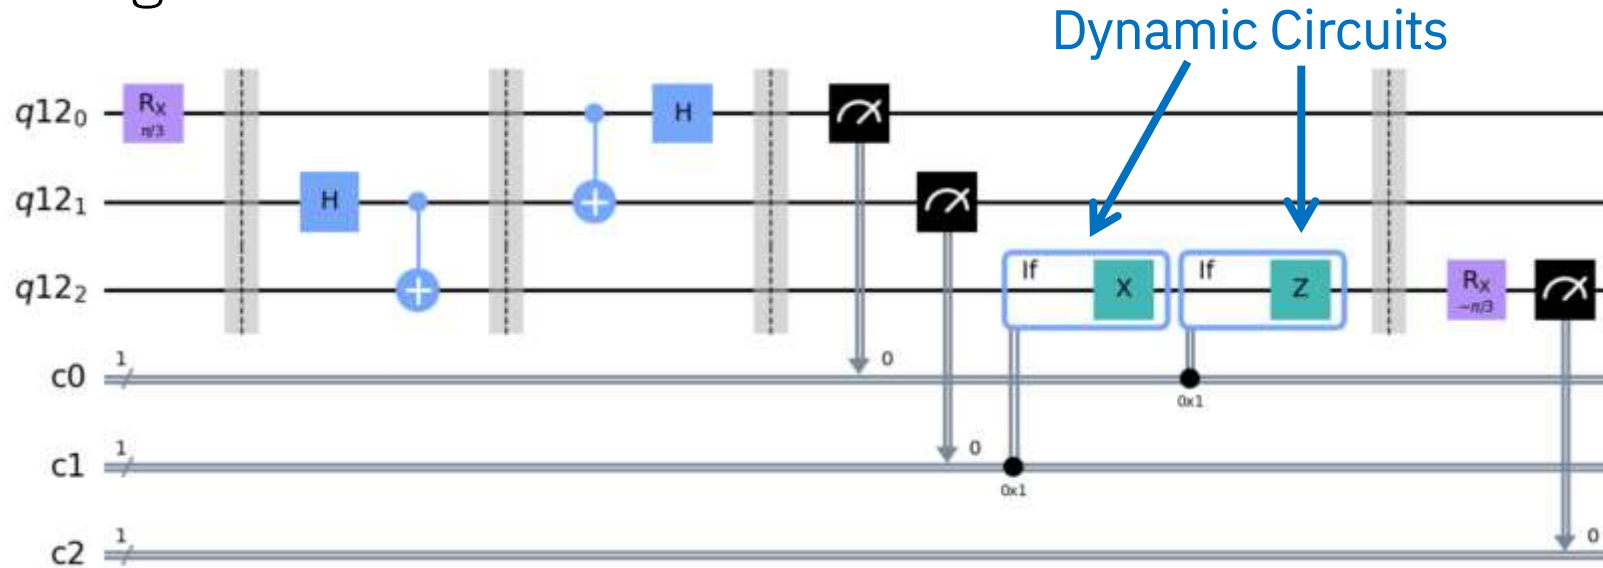 Dynamic Circuits
q12₀
Rₓ
π/3
H
q12₁
H
q12₂
If
X
If
Z
Rₓ
−π/3
c0
1
0
0x1
c1
1
0
0x1
c2
1
0